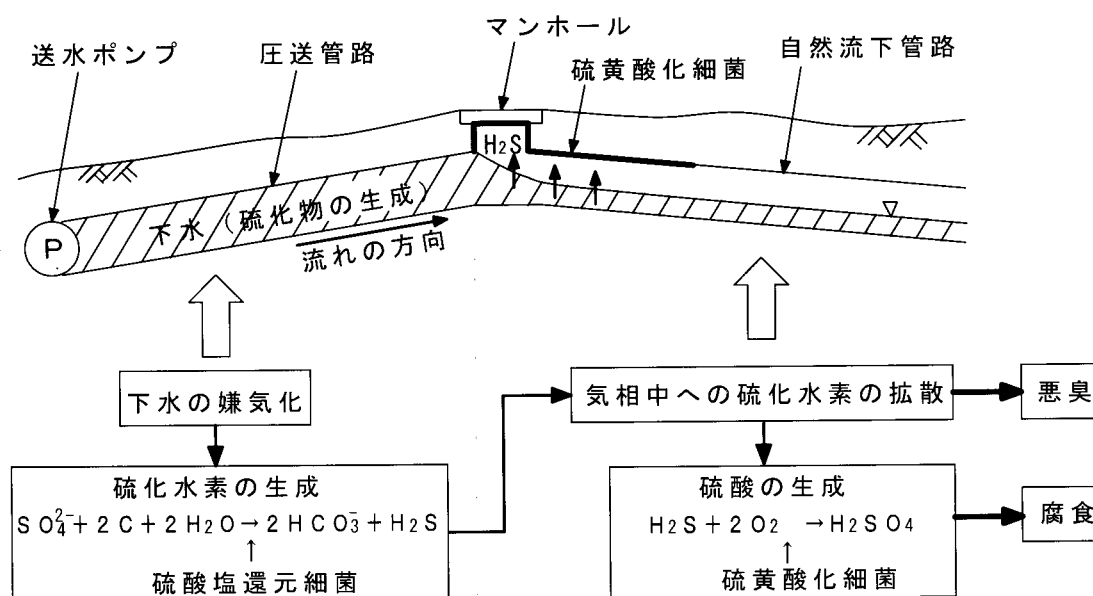 マンホール
送水ポンプ
圧送管路
自然流下管路
硫黄酸化細菌
H₂S
下水(硫化物の生成)
P
流れの方向
下水の嫌気化
気相中への硫化水素の拡散
悪臭
硫化水素の生成
SO₄²⁻+2C+2H₂O→2HCO₃⁻+H₂S
↑
硫酸塩還元細菌
硫酸の生成
H₂S+2O₂ →H₂SO₄
↑
硫黄酸化細菌
腐食